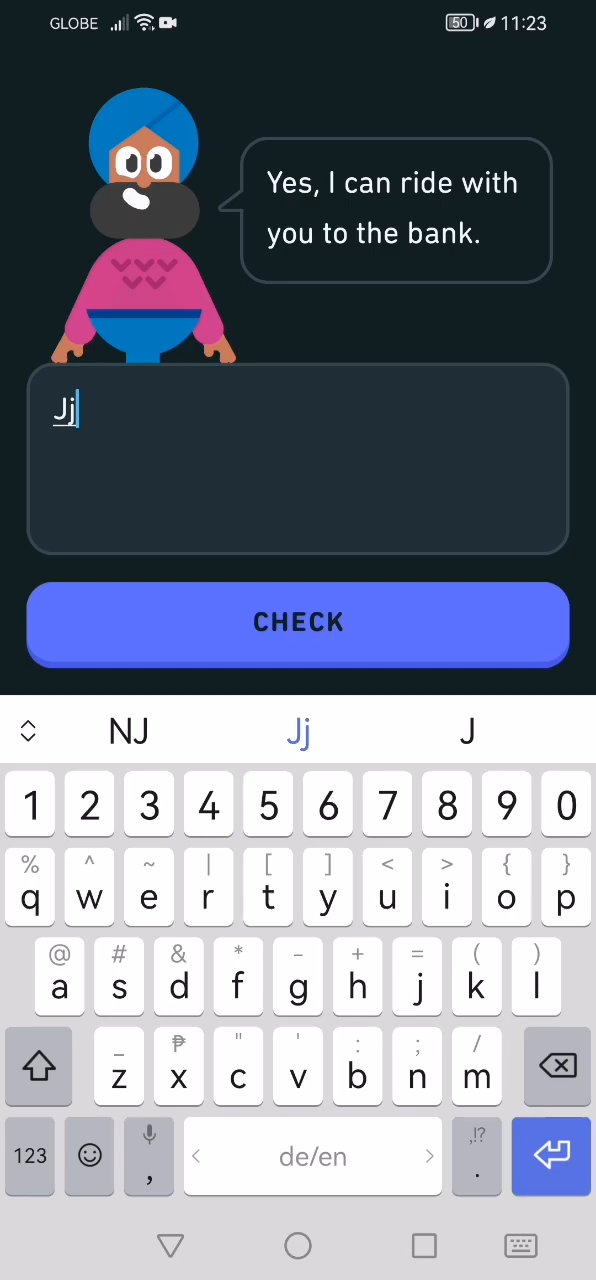 GLOBE 50 11:23
Yes, I can ride with
you to the bank.
Jj
CHECK
NJ Jj J
1 2 3 4 5 6 7 8 9 0
% ^ ~ | [ ] < > { }
q w e r t y u i o p
@ # & * - + = ( )
a s d f g h j k l
_ ₱ " ' : ; /
z x c v b n m
123 , < de/en > ,!? .